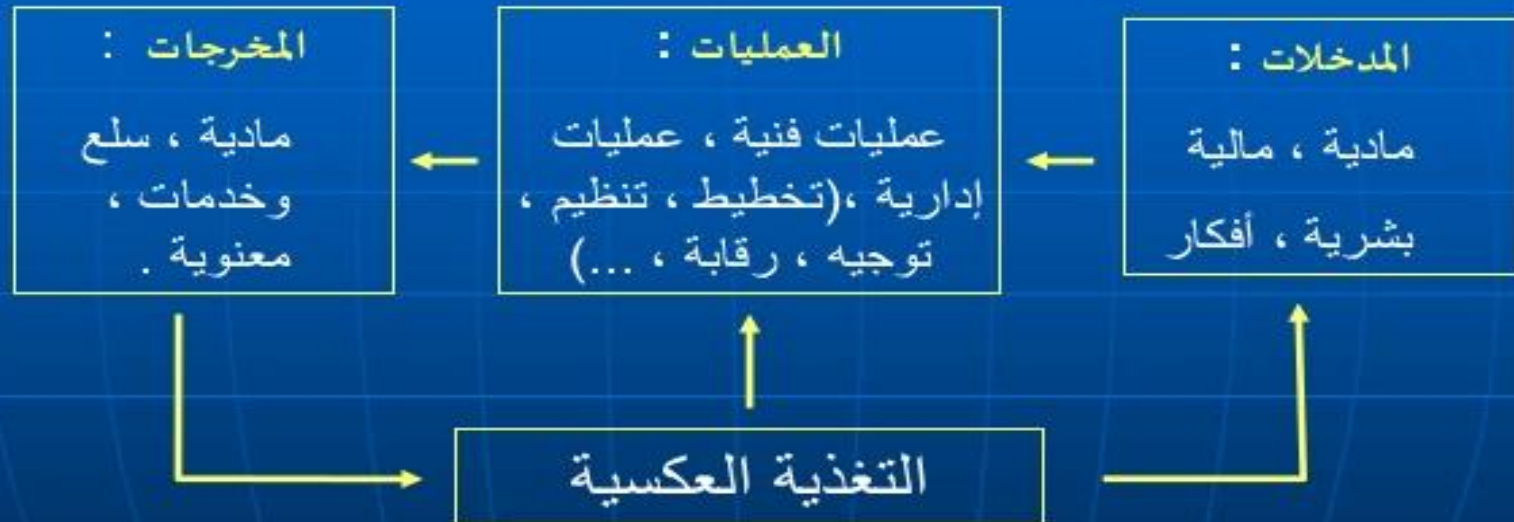 المدخلات :
مادية ، مالية
بشرية ، أفكار
العمليات :
عمليات فنية ، عمليات
إدارية ،(تخطيط ، تنظيم ،
توجيه ، رقابة ، ...)
المخرجات :
مادية ، سلع
وخدمات ،
معنوية .
التغذية العكسية